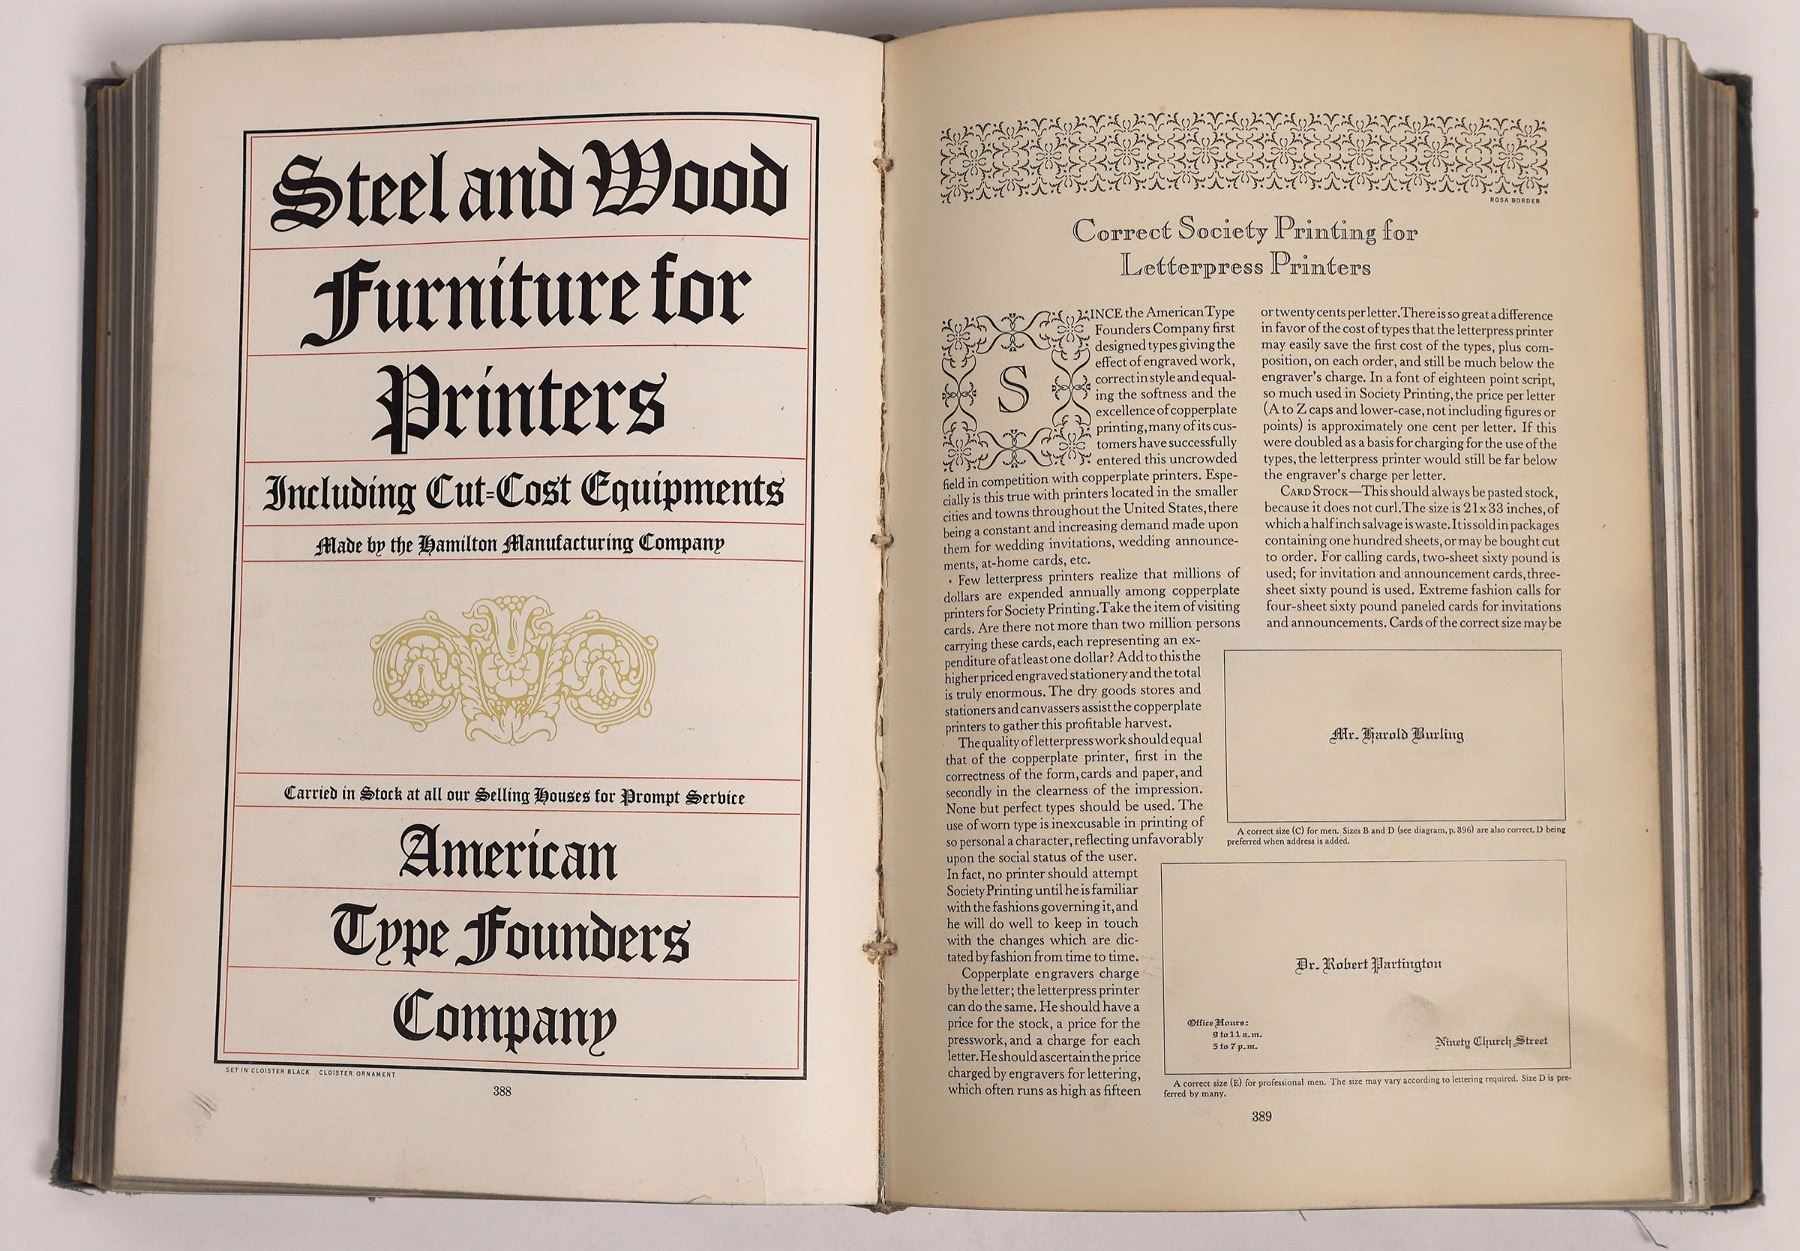 Steel and Wood
Furniture for
Printers
Including Cut=Cost Equipments
Made by the Hamilton Manufacturing Company
Carried in Stock at all our Selling Houses for Prompt Service
American
Type Founders
Company
SET IN CLOISTER BLACK CLOISTER ORNAMENT
388
ROSA BORDER
Correct Society Printing for
Letterpress Printers
SINCE the American Type
Founders Company first
designed types giving the
effect of engraved work,
correct in style and equal-
ing the softness and the
excellence of copperplate
printing, many of its cus-
tomers have successfully
entered this uncrowded
field in competition with copperplate printers. Espe-
cially is this true with printers located in the smaller
cities and towns throughout the United States, there
being a constant and increasing demand made upon
them for wedding invitations, wedding announce-
ments, at-home cards, etc.
Few letterpress printers realize that millions of
dollars are expended annually among copperplate
printers for Society Printing. Take the item of visiting
cards. Are there not more than two million persons
carrying these cards, each representing an ex-
penditure of at least one dollar? Add to this the
higher priced engraved stationery and the total
is truly enormous. The dry goods stores and
stationers and canvassers assist the copperplate
printers to gather this profitable harvest.
The quality of letterpress work should equal
that of the copperplate printer, first in the
correctness of the form, cards and paper, and
secondly in the clearness of the impression.
None but perfect types should be used. The
use of worn type is inexcusable in printing of
so personal a character, reflecting unfavorably
upon the social status of the user.
In fact, no printer should attempt
Society Printing until he is familiar
with the fashions governing it, and
he will do well to keep in touch
with the changes which are dic-
tated by fashion from time to time.
Copperplate engravers charge
by the letter; the letterpress printer
can do the same. He should have a
price for the stock, a price for the
presswork, and a charge for each
letter. He should ascertain the price
charged by engravers for lettering,
which often runs as high as fifteen
or twenty cents per letter. There is so great a difference
in favor of the cost of types that the letterpress printer
may easily save the first cost of the types, plus com-
position, on each order, and still be much below the
engraver's charge. In a font of eighteen point script,
so much used in Society Printing, the price per letter
(A to Z caps and lower-case, not including figures or
points) is approximately one cent per letter. If this
were doubled as a basis for charging for the use of the
types, the letterpress printer would still be far below
the engraver's charge per letter.
CARD STOCK—This should always be pasted stock,
because it does not curl. The size is 21 x 33 inches, of
which a half inch salvage is waste. It is sold in packages
containing one hundred sheets, or may be bought cut
to order. For calling cards, two-sheet sixty pound is
used; for invitation and announcement cards, three-
sheet sixty pound is used. Extreme fashion calls for
four-sheet sixty pound paneled cards for invitations
and announcements. Cards of the correct size may be
Mr. Harold Burling
A correct size (C) for men. Sizes B and D (see diagram, p. 396) are also correct, D being
preferred when address is added.
Dr. Robert Partington
Office Hours:
9 to 11 a. m.
5 to 7 p. m.
Ninety Church Street
A correct size (E) for professional men. The size may vary according to lettering required. Size D is pre-
ferred by many.
389